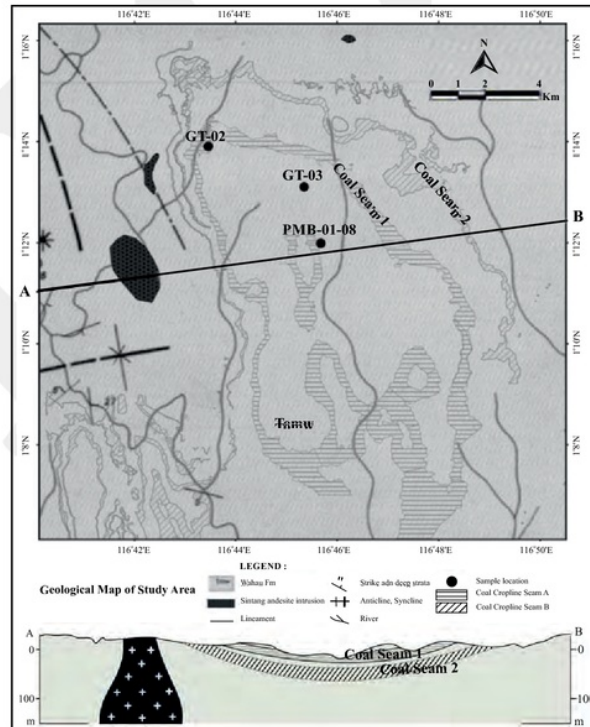 116°42'E 116°44'E 116°46'E 116°48'E 116°50'E
1°16'N 1°16'N
N
0 1 2 4
Km
1°14'N 1°14'N
GT-02
GT-03
Coal Seam 1
Coal Seam 2
B
PMB-01-08
1°12'N 1°12'N
A
1°10'N 1°10'N
Tamw
1°8'N 1°8'N
116°42'E 116°44'E 116°46'E 116°48'E 116°50'E
LEGEND :
Geological Map of Study Area
Wahau Fm
Strike adn deep strata
Sample location
Sintang andesite intrusion
Anticline, Syncline
Coal Cropline Seam A
Lineament
River
Coal Cropline Seam B
A B
0 Coal Seam 1 0
Coal Seam 2
100 100
m m